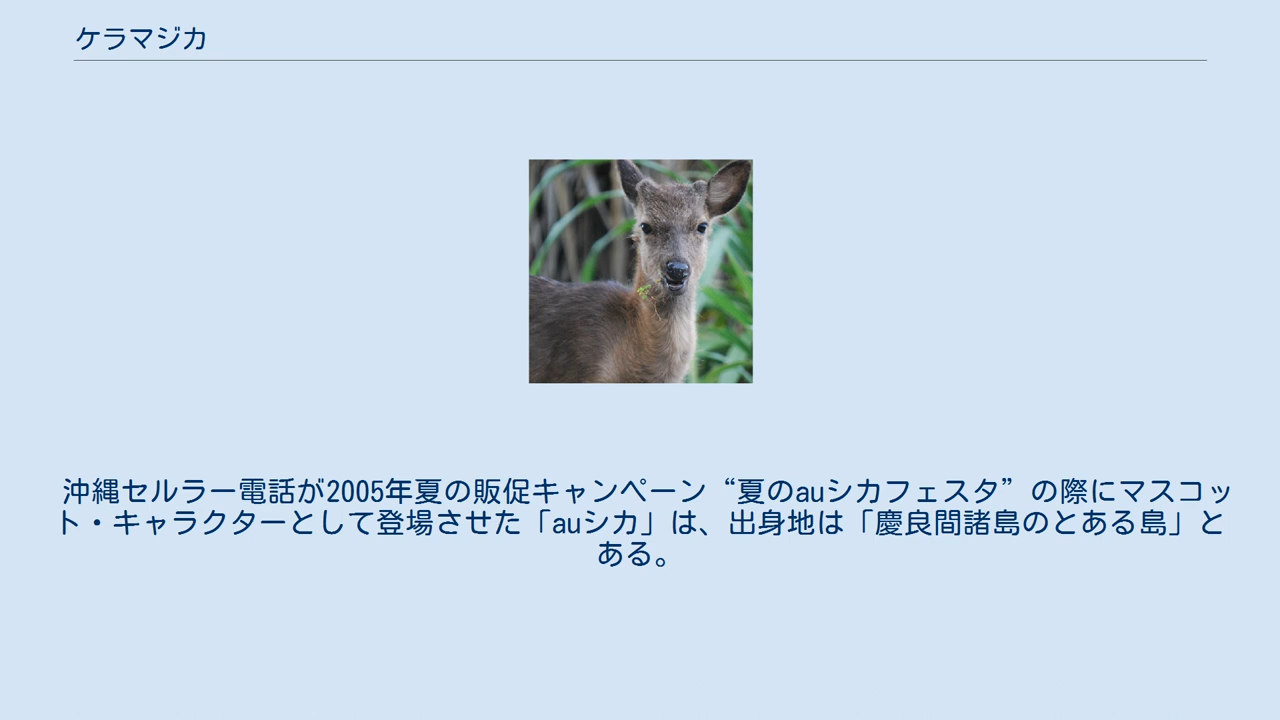 ケラマジカ
沖縄セルラー電話が2005年夏の販促キャンペーン“夏のauシカフェスタ”の際にマスコッ
ト・キャラクターとして登場させた「auシカ」は、出身地は「慶良間諸島のとある島」と
ある。